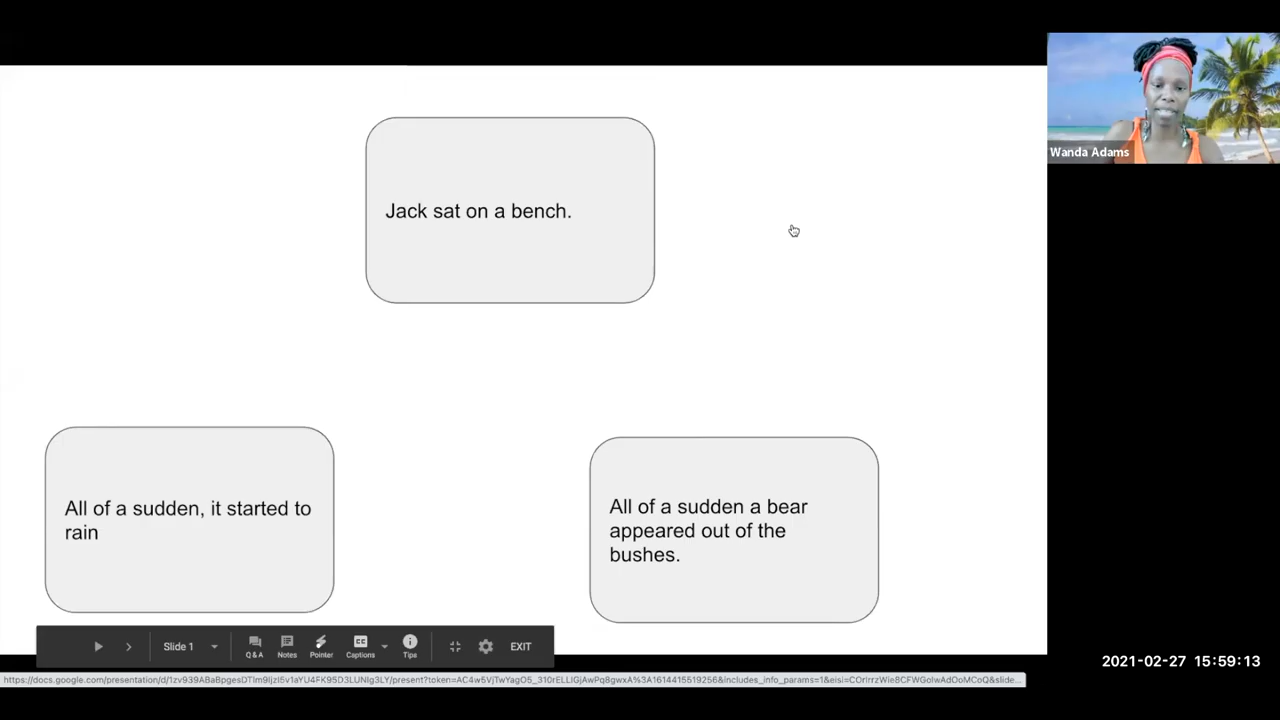 Wanda Adams
Jack sat on a bench.
All of a sudden, it started to
rain
All of a sudden a bear
appeared out of the
bushes.
Slide 1
Q & A
Notes
Pointer
CC
Captions
Tips
EXIT
2021-02-27 15:59:13